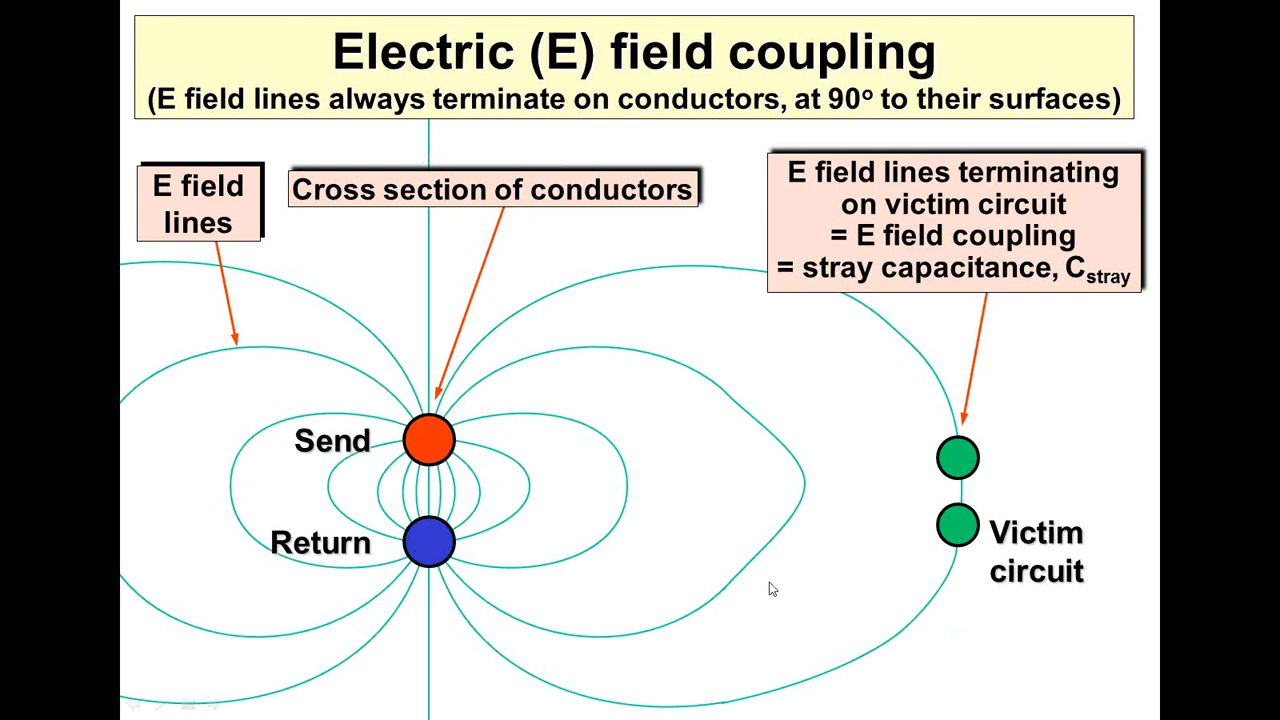 Electric (E) field coupling
(E field lines always terminate on conductors, at 90º to their surfaces)
E field
lines
Cross section of conductors
E field lines terminating
on victim circuit
= E field coupling
= stray capacitance, Cstray
Send
Return
Victim
circuit